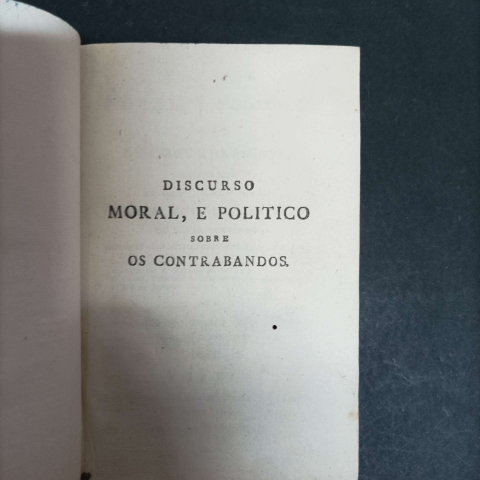 DISCURSO
MORAL, E POLITICO
SOBRE
OS CONTRABANDOS.